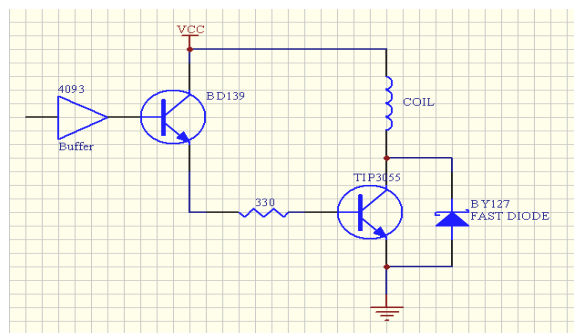 VCC
4093
BD139
COIL
Buffer
TIP3055
330
BY127
FAST DIODE